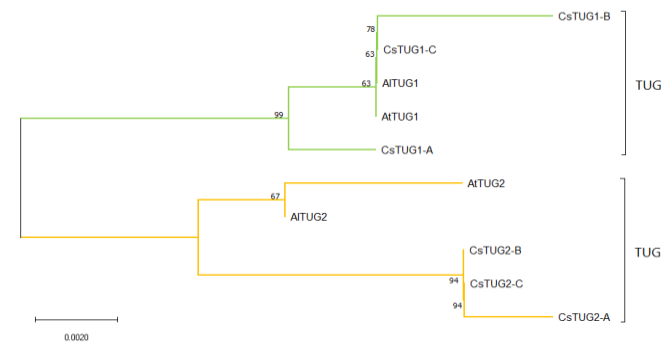 CsTUG1-B
78
CsTUG1-C
63
TUG
63
AlTUG1
99
AtTUG1
CsTUG1-A
AtTUG2
67
AlTUG2
CsTUG2-B
TUG
94
CsTUG2-C
94
CsTUG2-A
0.0020